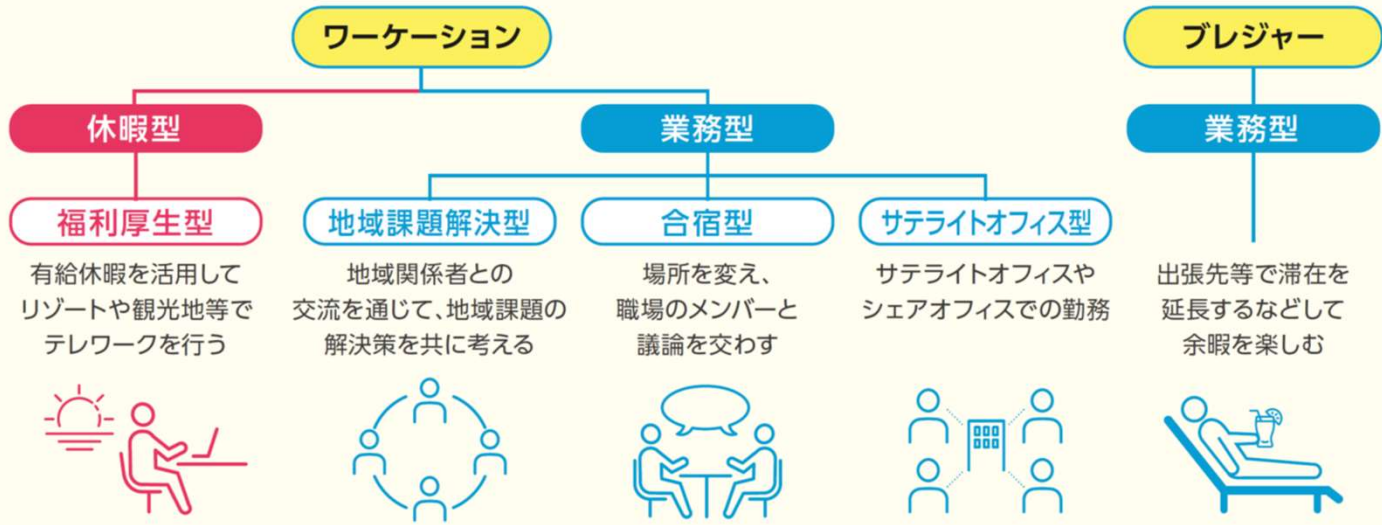 ワーケーション
ブレジャー
休暇型
業務型
業務型
福利厚生型
地域課題解決型
合宿型
サテライトオフィス型
有給休暇を活用して
リゾートや観光地等で
テレワークを行う
地域関係者との
交流を通じて、地域課題の
解決策を共に考える
場所を変え、
職場のメンバーと
議論を交わす
サテライトオフィスや
シェアオフィスでの勤務
出張先等で滞在を
延長するなどして
余暇を楽しむ